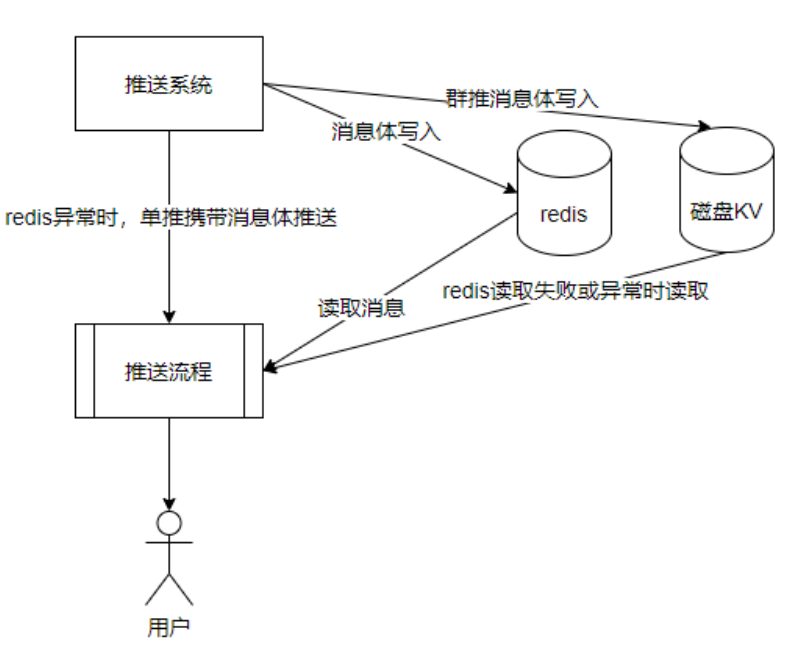 推送系统
群推消息体写入
消息体写入
redis
磁盘KV
redis异常时，单推携带消息体推送
redis读取失败或异常时读取
读取消息
推送流程
用户